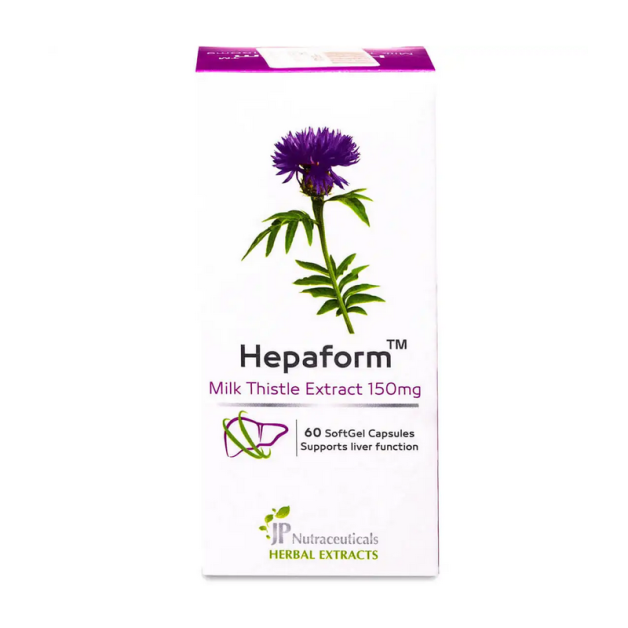 Hepaform™
Milk Thistle Extract 150mg
60 SoftGel Capsules
Supports liver function
JP Nutraceuticals
HERBAL EXTRACTS